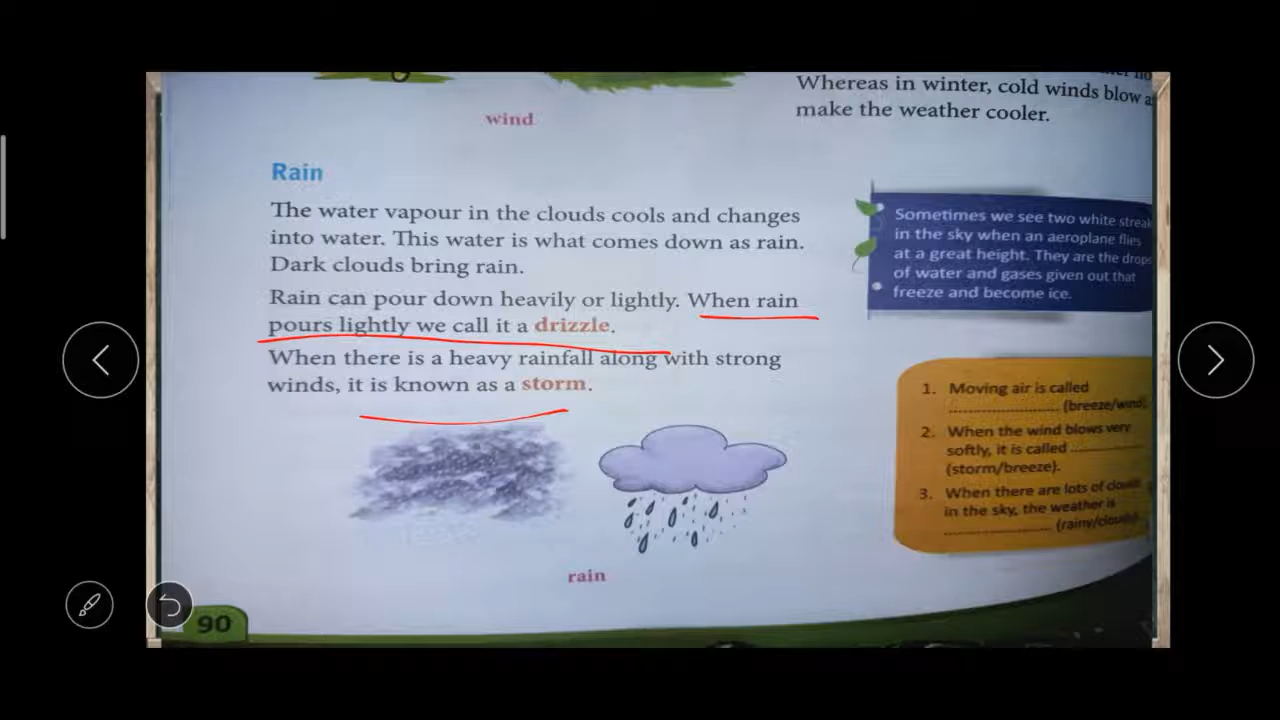 Whereas in winter, cold winds blow
make the weather cooler.
wind
Rain
The water vapour in the clouds cools and changes
into water. This water is what comes down as rain.
Dark clouds bring rain.
Rain can pour down heavily or lightly. When rain
pours lightly we call it a drizzle.
When there is a heavy rainfall along with strong
winds, it is known as a storm.
rain
90
Sometimes we see two white
in the sky when an aeroplane flies
at a great height. They are the drops
of water and gases given out that
freeze and become ice.
1. Moving air is called
.................... (breeze/wind)
2. When the wind blows very
softly, it is called ............
(storm/breeze).
3. When there are lots of clouds
in the sky, the weather is
.................... (rainy/cloudy)